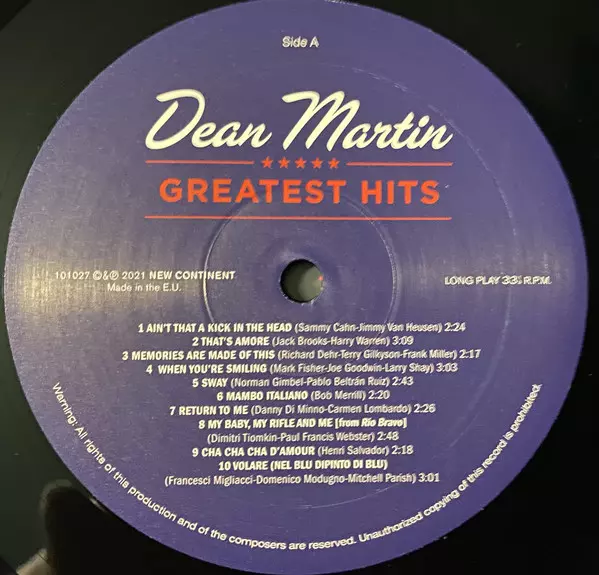 Side A
Dean Martin
★★★★★
GREATEST HITS
101027 ©&℗ 2021 NEW CONTINENT
Made in the E.U.
LONG PLAY 33⅓ R.P.M.
1 AIN'T THAT A KICK IN THE HEAD (Sammy Cahn-Jimmy Van Heusen) 2:24
2 THAT'S AMORE (Jack Brooks-Harry Warren) 3:09
3 MEMORIES ARE MADE OF THIS (Richard Dehr-Terry Gilkyson-Frank Miller) 2:17
4 WHEN YOU'RE SMILING (Mark Fisher-Joe Goodwin-Larry Shay) 3:03
5 SWAY (Norman Gimbel-Pablo Beltrán Ruiz) 2:43
6 MAMBO ITALIANO (Bob Merrill) 2:20
7 RETURN TO ME (Danny Di Minno-Carmen Lombardo) 2:26
8 MY BABY, MY RIFLE AND ME [from Rio Bravo]
(Dimitri Tiomkin-Paul Francis Webster) 2:48
9 CHA CHA CHA D'AMOUR (Henri Salvador) 2:18
10 VOLARE (NEL BLU DIPINTO DI BLU)
(Francesci Migliacci-Domenico Modugno-Mitchell Parish) 3:01
Warning: All rights of this production and of the composers are reserved. Unauthorized copying of this record is prohibited.